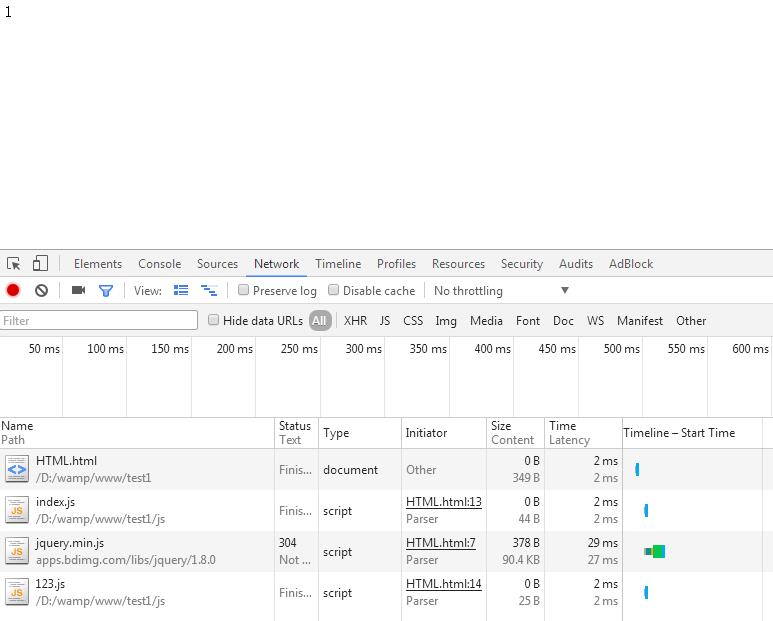 1
Elements Console Sources Network Timeline Profiles Resources Security Audits AdBlock
View: Preserve log Disable cache No throttling
Filter Hide data URLs All XHR JS CSS Img Media Font Doc WS Manifest Other
50 ms 100 ms 150 ms 200 ms 250 ms 300 ms 350 ms 400 ms 450 ms 500 ms 550 ms 600 ms
Name Status Type Initiator Size Time Timeline – Start Time
Path Text Content Latency
HTML.html Finis... document Other 0 B 2 ms
/D:/wamp/www/test1 349 B 2 ms
index.js Finis... script HTML.html:13 0 B 2 ms
/D:/wamp/www/test1/js Parser 44 B 2 ms
jquery.min.js 304 script HTML.html:7 378 B 29 ms
apps.bdimg.com/libs/jquery/1.8.0 Not ... Parser 90.4 KB 27 ms
123.js Finis... script HTML.html:14 0 B 2 ms
/D:/wamp/www/test1/js Parser 25 B 2 ms